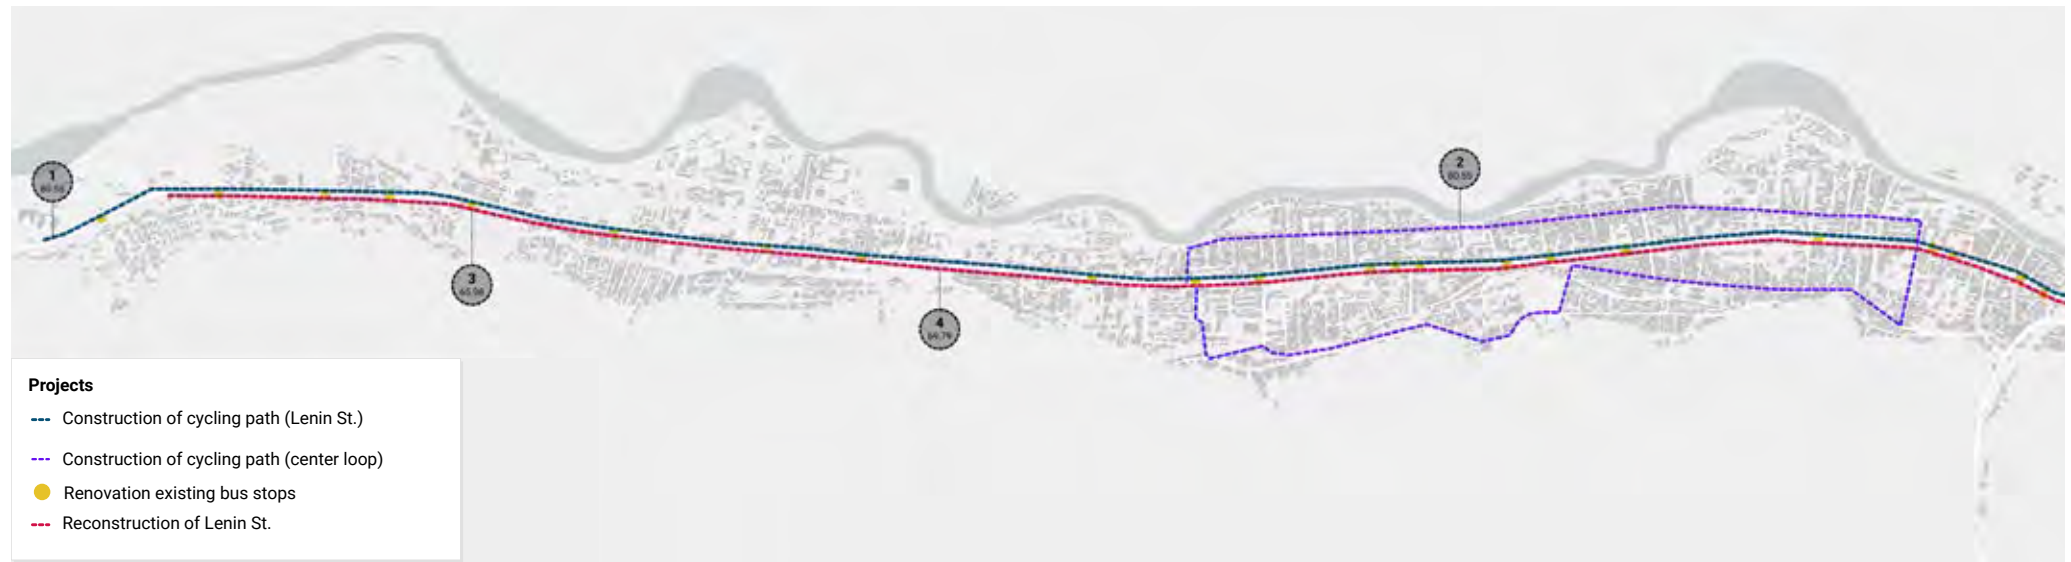 1
2
3
4
Projects
Construction of cycling path (Lenin St.)
Construction of cycling path (center loop)
Renovation existing bus stops
Reconstruction of Lenin St.